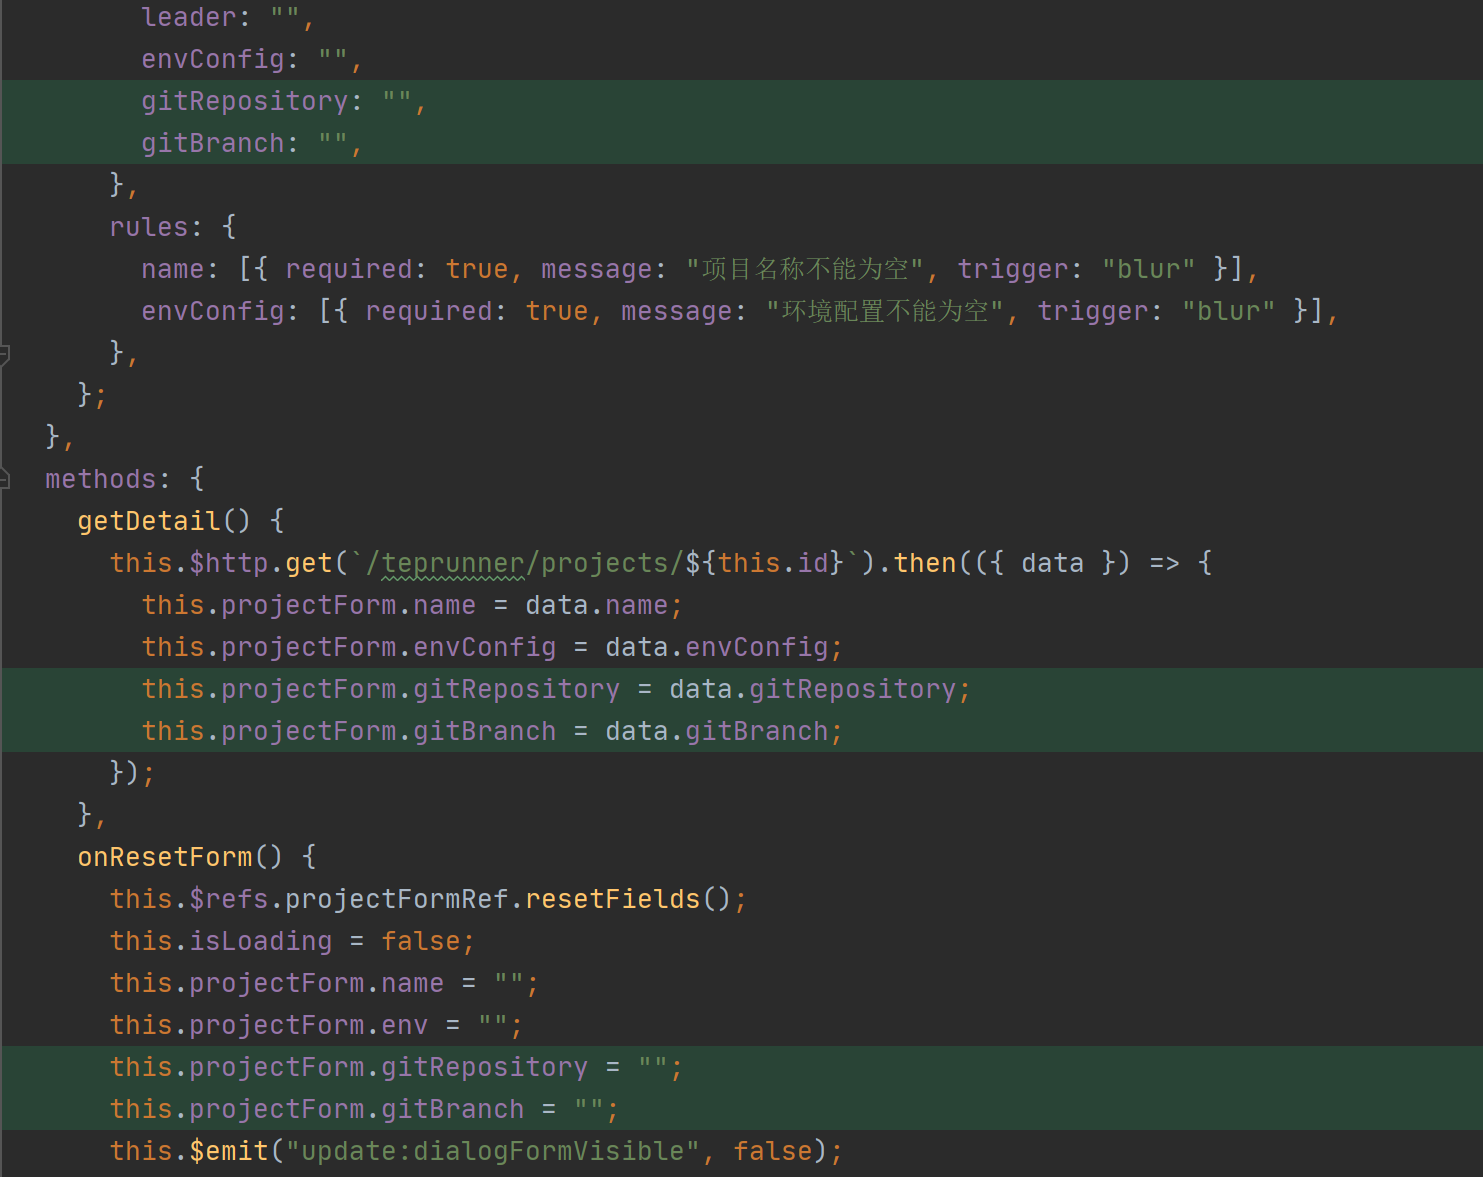 leader: "",
envConfig: "",
gitRepository: "",
gitBranch: "",
},
rules: {
name: [{ required: true, message: "项目名称不能为空", trigger: "blur" }],
envConfig: [{ required: true, message: "环境配置不能为空", trigger: "blur" }],
},
};
},
methods: {
getDetail() {
this.$http.get(`/teprunner/projects/${this.id}`).then(({ data }) => {
this.projectForm.name = data.name;
this.projectForm.envConfig = data.envConfig;
this.projectForm.gitRepository = data.gitRepository;
this.projectForm.gitBranch = data.gitBranch;
});
},
onResetForm() {
this.$refs.projectFormRef.resetFields();
this.isLoading = false;
this.projectForm.name = "";
this.projectForm.env = "";
this.projectForm.gitRepository = "";
this.projectForm.gitBranch = "";
this.$emit("update:dialogFormVisible", false);